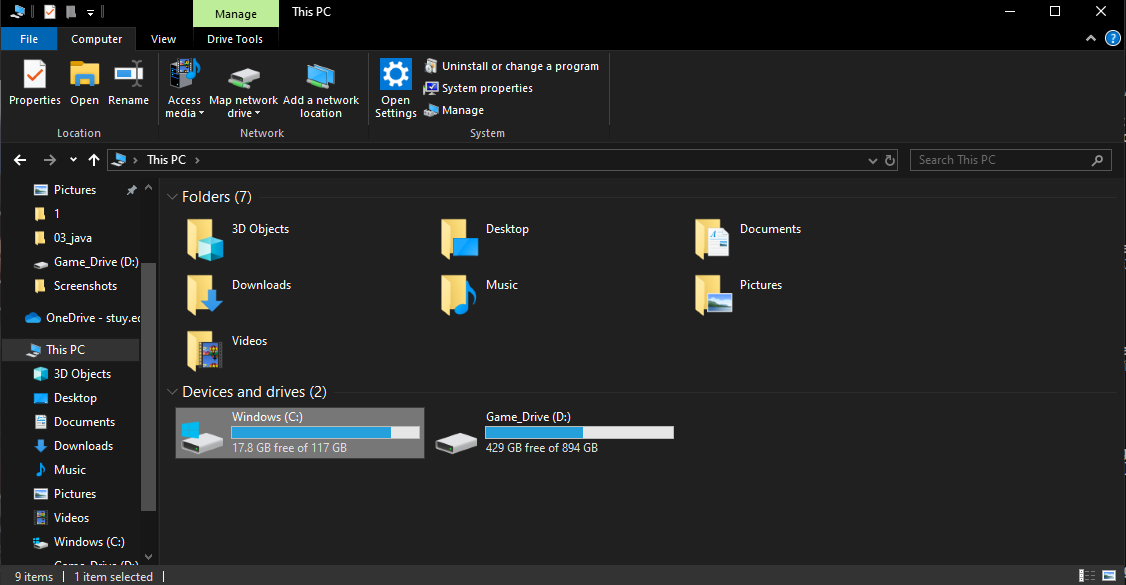 Manage
This PC
File
Computer
View
Drive Tools
Properties
Open
Rename
Access media
Map network drive
Add a network location
Open Settings
Uninstall or change a program
System properties
Manage
Location
Network
System
This PC
Search This PC
Pictures
1
03_java
Game_Drive (D:)
Screenshots
OneDrive - stuy.ec
This PC
3D Objects
Desktop
Documents
Downloads
Music
Pictures
Videos
Windows (C:)
Game_Drive (D:)
Folders (7)
3D Objects
Desktop
Documents
Downloads
Music
Pictures
Videos
Devices and drives (2)
Windows (C:)
17.8 GB free of 117 GB
Game_Drive (D:)
429 GB free of 894 GB
9 items
1 item selected